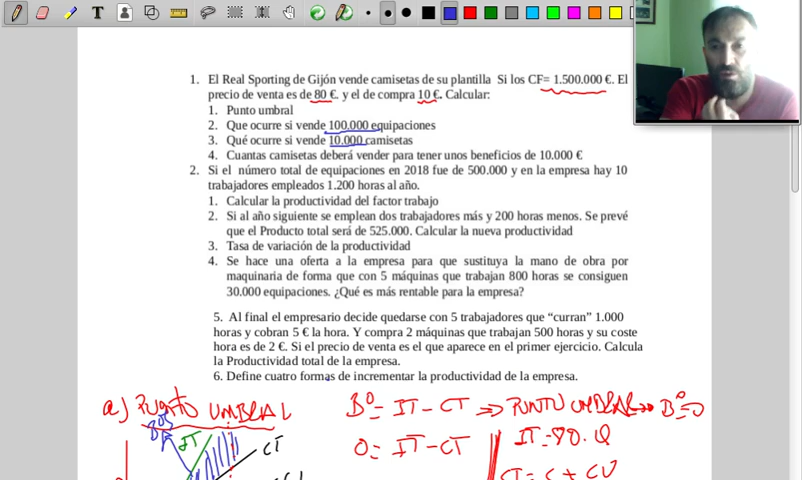 T
1. El Real Sporting de Gijón vende camisetas de su plantilla Si los CF= 1.500.000 €. El
precio de venta es de 80 €. y el de compra 10 €. Calcular:
1. Punto umbral
2. Que ocurre si vende 100.000 equipaciones
3. Qué ocurre si vende 10.000 camisetas
4. Cuantas camisetas deberá vender para tener unos beneficios de 10.000 €
2. Si el número total de equipaciones en 2018 fue de 500.000 y en la empresa hay 10
trabajadores empleados 1.200 horas al año.
1. Calcular la productividad del factor trabajo
2. Si al año siguiente se emplean dos trabajadores más y 200 horas menos. Se prevé
que el Producto total será de 525.000. Calcular la nueva productividad
3. Tasa de variación de la productividad
4. Se hace una oferta a la empresa para que sustituya la mano de obra por
maquinaria de forma que con 5 máquinas que trabajan 800 horas se consiguen
30.000 equipaciones. ¿Qué es más rentable para la empresa?
5. Al final el empresario decide quedarse con 5 trabajadores que “curran” 1.000
horas y cobran 5 € la hora. Y compra 2 máquinas que trabajan 500 horas y su coste
hora es de 2 €. Si el precio de venta es el que aparece en el primer ejercicio. Calcula
la Productividad total de la empresa.
6. Define cuatro formas de incrementar la productividad de la empresa.
a) PUNTO UMBRAL
Bº = IT - CT => PUNTO UMBRAL => Bº=0
0 = IT - CT
IT = 80 · Q
IT
CT